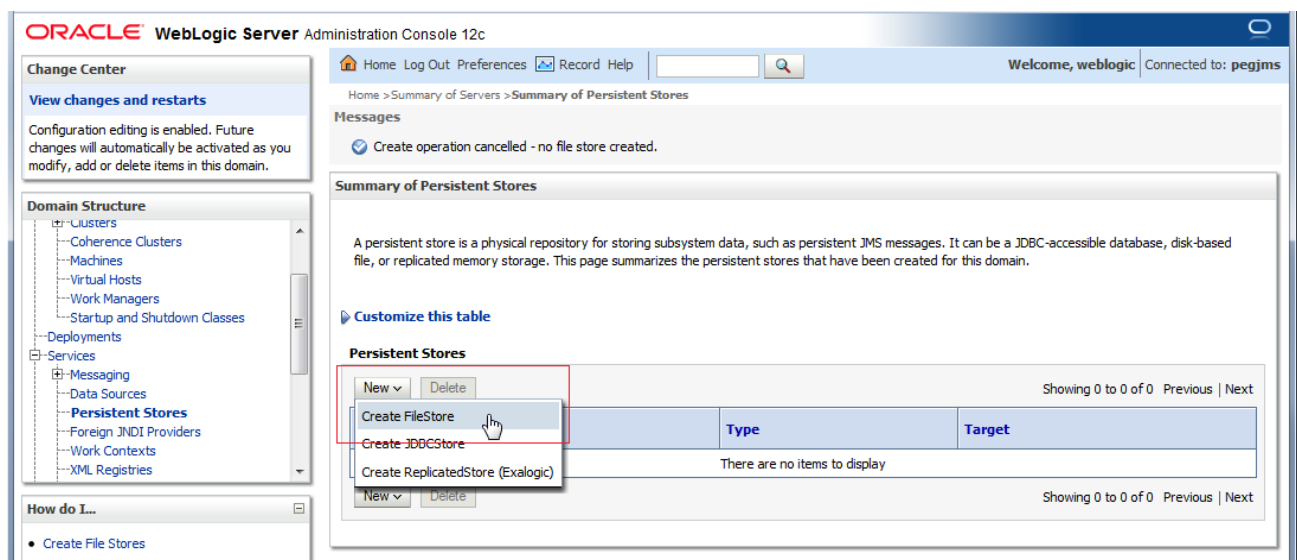 ORACLE WebLogic Server Administration Console 12c
Change Center
View changes and restarts
Configuration editing is enabled. Future
changes will automatically be activated as you
modify, add or delete items in this domain.
Domain Structure
Clusters
Coherence Clusters
Machines
Virtual Hosts
Work Managers
Startup and Shutdown Classes
Deployments
Services
Messaging
Data Sources
Persistent Stores
Foreign JNDI Providers
Work Contexts
XML Registries
How do I...
Create File Stores
Home Log Out Preferences Record Help
Welcome, weblogic Connected to: pegjms
Home >Summary of Servers >Summary of Persistent Stores
Messages
Create operation cancelled - no file store created.
Summary of Persistent Stores
A persistent store is a physical repository for storing subsystem data, such as persistent JMS messages. It can be a JDBC-accessible database, disk-based
file, or replicated memory storage. This page summarizes the persistent stores that have been created for this domain.
Customize this table
Persistent Stores
New Delete
Showing 0 to 0 of 0 Previous | Next
Create FileStore
Create JDBCStore
Create ReplicatedStore (Exalogic)
Type
Target
There are no items to display
New Delete
Showing 0 to 0 of 0 Previous | Next